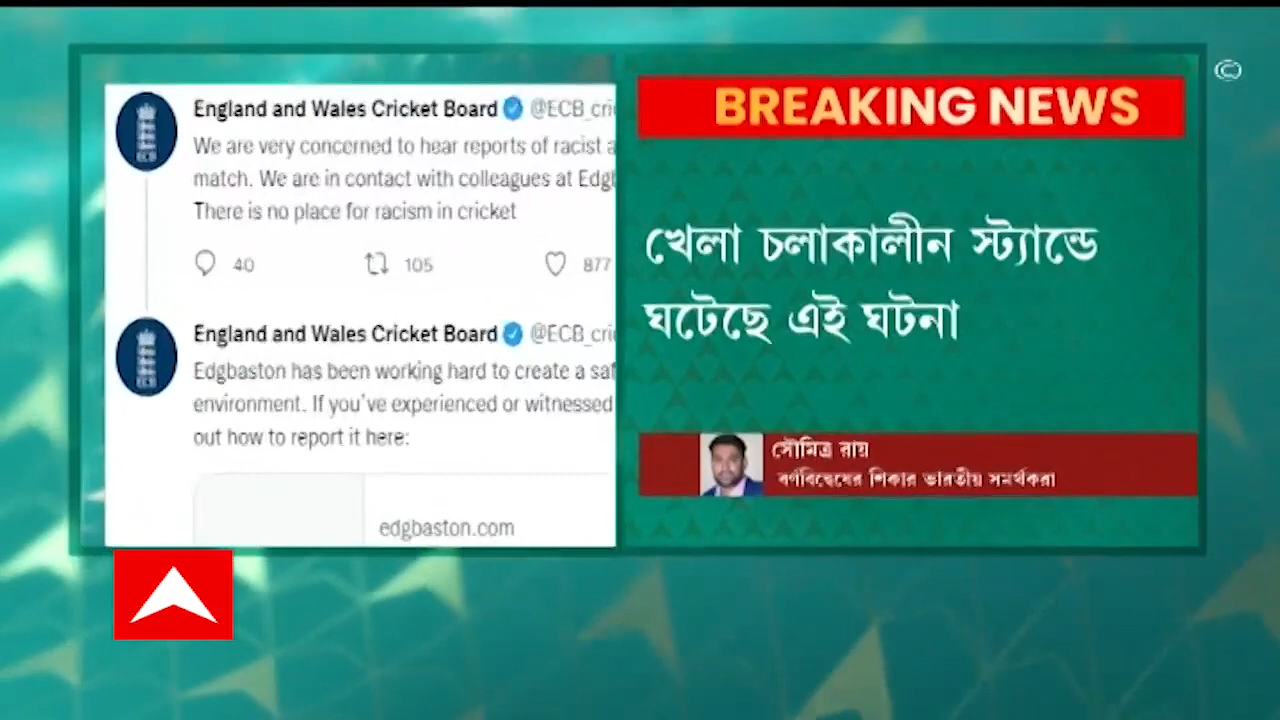 England and Wales Cricket Board @ECB_cri
We are very concerned to hear reports of racist a
match. We are in contact with colleagues at Edgb
There is no place for racism in cricket
40 105 877
England and Wales Cricket Board @ECB_cri
Edgbaston has been working hard to create a saf
environment. If you've experienced or witnessed
out how to report it here:
edgbaston.com
©
BREAKING NEWS
খেলা চলাকালীন স্ট্যান্ডে
ঘটেছে এই ঘটনা
সৌমিত্র রায়
বর্ণবিদ্বেষের শিকার ভারতীয় সমর্থকরা
ECB
ECB